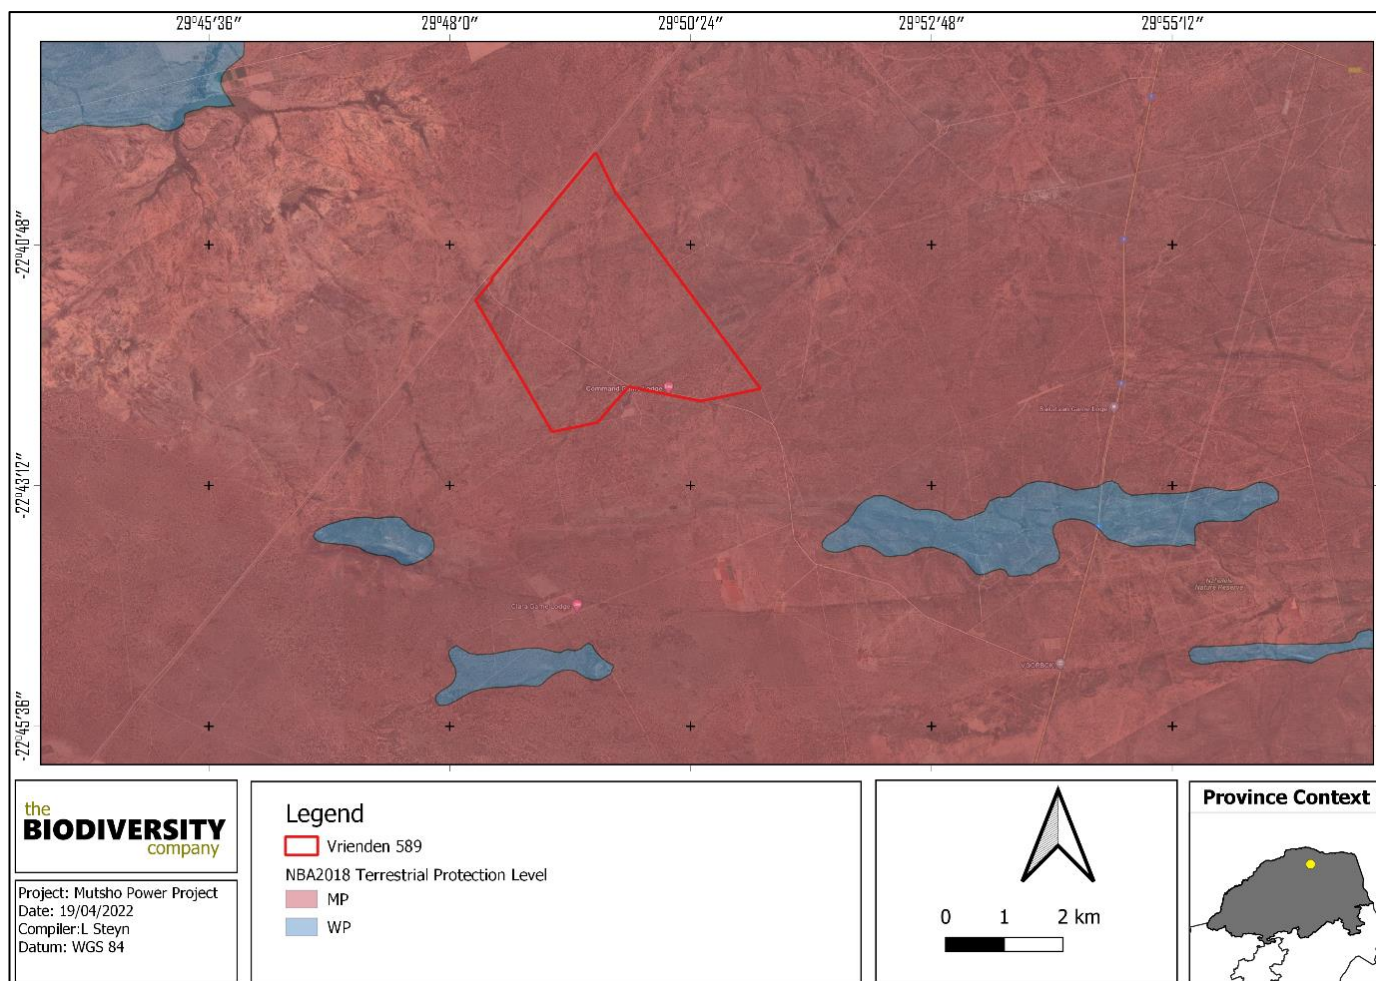 29°45′36″ 29°48′0″ 29°50′24″ 29°52′48″ 29°55′12″
-22°40′48″
-22°43′12″
-22°45′36″
Nature Reserve
the
BIODIVERSITY
company
Project: Mutsho Power Project
Date: 19/04/2022
Compiler:L Steyn
Datum: WGS 84
Legend
Vrienden 589
NBA2018 Terrestrial Protection Level
MP
WP
0 1 2 km
Province Context